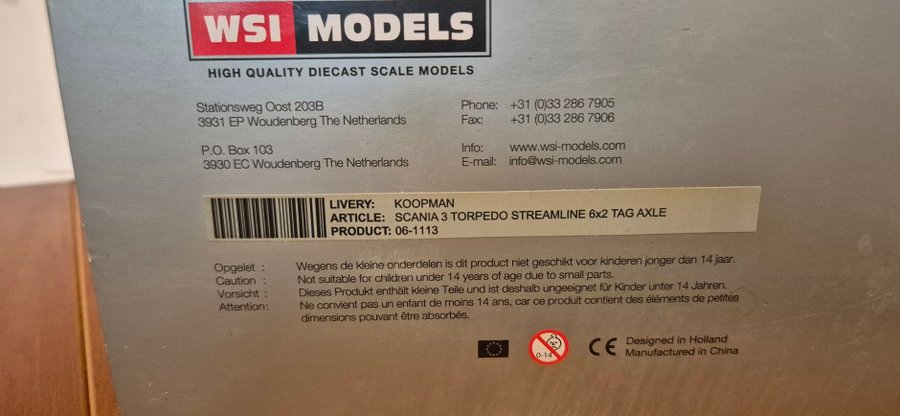 WSI MODELS
HIGH QUALITY DIECAST SCALE MODELS
Stationsweg Oost 203B
3931 EP Woudenberg The Netherlands
P.O. Box 103
3930 EC Woudenberg The Netherlands
Phone: +31 (0)33 286 7905
Fax: +31 (0)33 286 7906
Info: www.wsi-models.com
E-mail: info@wsi-models.com
LIVERY: KOOPMAN
ARTICLE: SCANIA 3 TORPEDO STREAMLINE 6x2 TAG AXLE
PRODUCT: 06-1113
Opgelet : Wegens de kleine onderdelen is dit product niet geschikt voor kinderen jonger dan 14 jaar.
Caution : Not suitable for children under 14 years of age due to small parts.
Vorsicht : Dieses Produkt enthält kleine Teile und ist deshalb ungeeignet für Kinder unter 14 Jahren.
Attention: Ne convient pas un enfant de moins 14 ans, car ce produit contient des éléments de petites
dimensions pouvant être absorbés.
0-14
CE
Designed in Holland
Manufactured in China